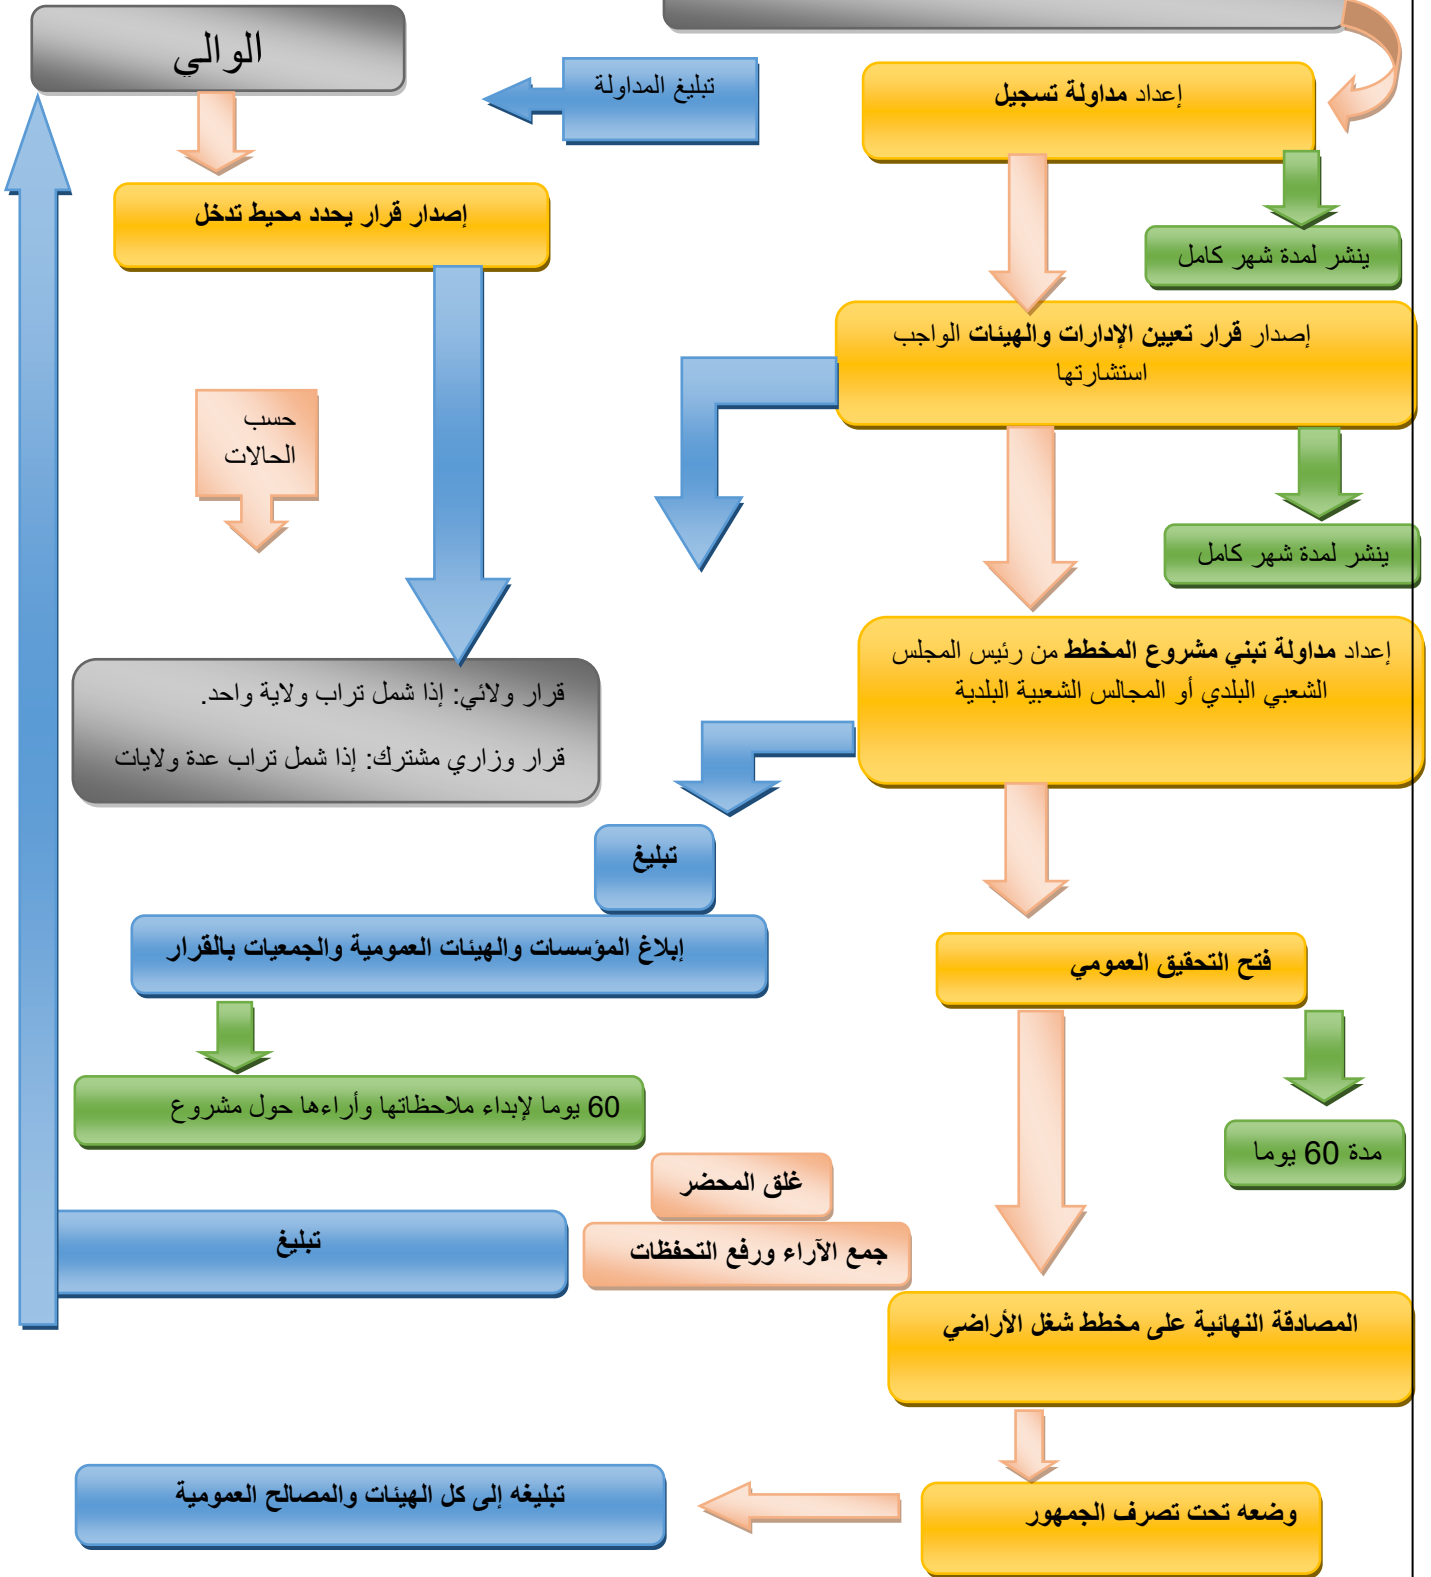 الوالي
تبليغ المداولة
إعداد مداولة تسجيل
إصدار قرار يحدد محيط تدخل
ينشر لمدة شهر كامل
إصدار قرار تعيين الإدارات والهيئات الواجب
استشارتها
حسب
الحالات
ينشر لمدة شهر كامل
إعداد مداولة تبني مشروع المخطط من رئيس المجلس
الشعبي البلدي أو المجالس الشعبية البلدية
قرار ولائي: إذا شمل تراب ولاية واحد.
قرار وزاري مشترك: إذا شمل تراب عدة ولايات
تبليغ
إبلاغ المؤسسات والهيئات العمومية والجمعيات بالقرار
فتح التحقيق العمومي
60 يوما لإبداء ملاحظاتها وأراءها حول مشروع
مدة 60 يوما
غلق المحضر
جمع الآراء ورفع التحفظات
تبليغ
المصادقة النهائية على مخطط شغل الأراضي
تبليغه إلى كل الهيئات والمصالح العمومية
وضعه تحت تصرف الجمهور